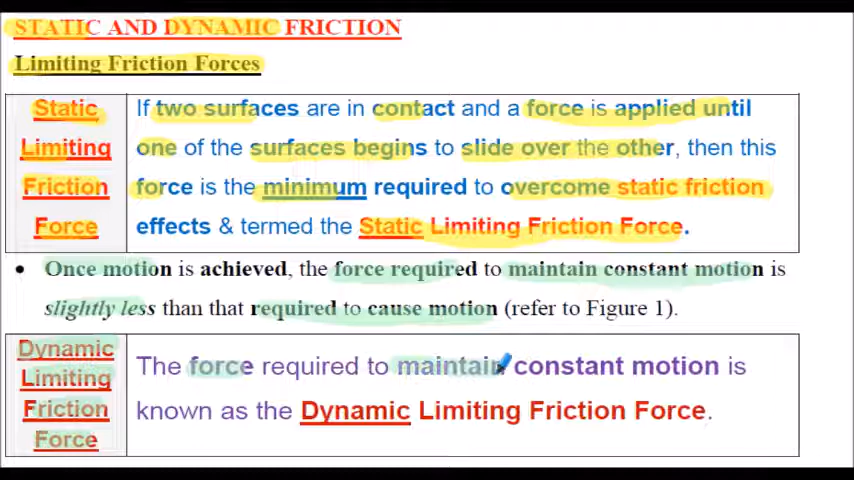 STATIC AND DYNAMIC FRICTION
Limiting Friction Forces
Static
Limiting
Friction
Force
If two surfaces are in contact and a force is applied until
one of the surfaces begins to slide over the other, then this
force is the minimum required to overcome static friction
effects & termed the Static Limiting Friction Force.
• Once motion is achieved, the force required to maintain constant motion is
slightly less than that required to cause motion (refer to Figure 1).
Dynamic
Limiting
Friction
Force
The force required to maintain constant motion is
known as the Dynamic Limiting Friction Force.